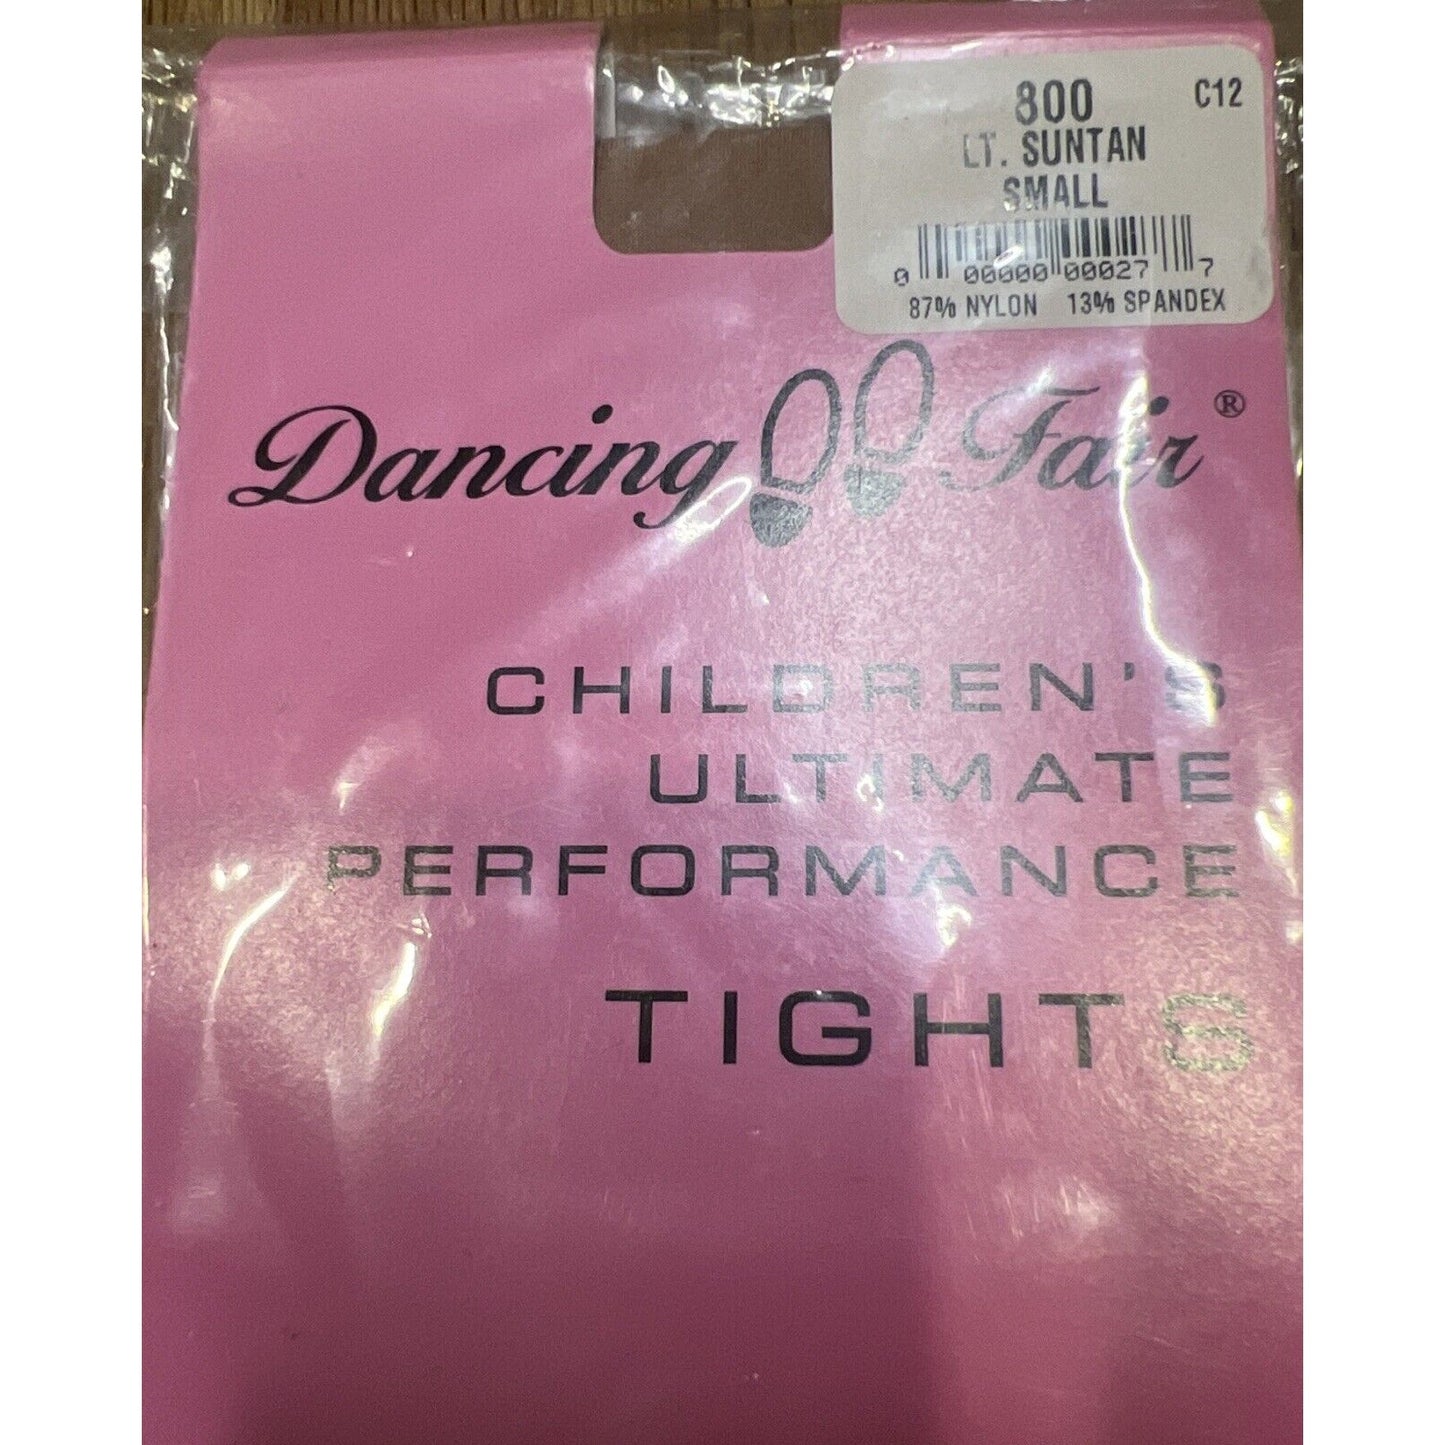 800 C12
LT. SUNTAN
SMALL
0 00000 00027 7
87% NYLON 13% SPANDEX
Dancing Fair®
CHILDREN'S
ULTIMATE
PERFORMANCE
TIGHTS